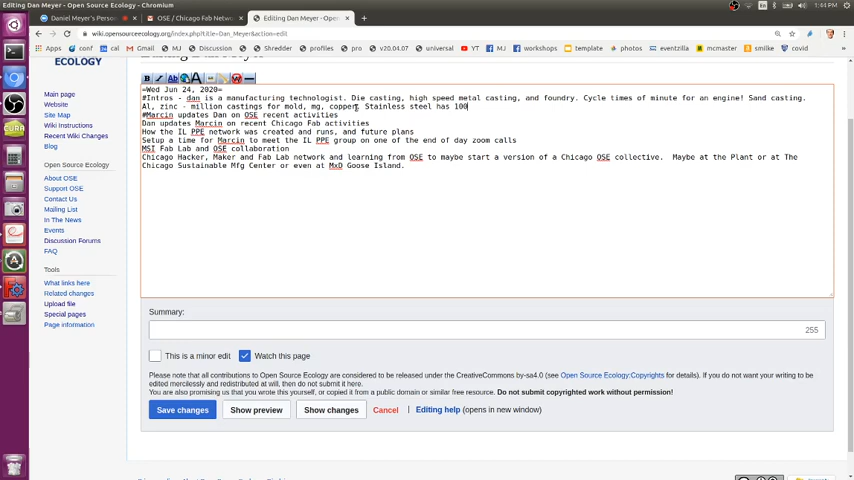 Editing Dan Meyer - Open Source Ecology - Chromium
1:44 PM
Daniel Meyer's Person
OSE / Chicago Fab Netwo
Editing Dan Meyer - Op
wiki.opensourceecology.org/index.php?title=Dan_Meyer&action=edit
Apps conf cal Gmail MJ Discussion Shredder profiles pro v20.04.07 universal YT MJ workshops template photos eventzilla mcmaster smilke covid
ECOLOGY
Main page
Website
Site Map
Wiki Instructions
Recent Wiki Changes
Blog
Open Source Ecology
About OSE
Support OSE
Contact Us
Mailing List
In The News
Events
Discussion Forums
FAQ
Tools
What links here
Related changes
Upload file
Special pages
Page information
=Wed Jun 24, 2020=
#Intros - dan is a manufacturing technologist. Die casting, high speed metal casting, and foundry. Cycle times of minute for an engine! Sand casting.
Al, zinc - million castings for mold, mg, copper. Stainless steel has 100
#Marcin updates Dan on OSE recent activities
Dan updates Marcin on recent Chicago Fab activities
How the IL PPE network was created and runs, and future plans
Setup a time for Marcin to meet the IL PPE group on one of the end of day zoom calls
MSI Fab Lab and OSE collaboration
Chicago Hacker, Maker and Fab Lab network and learning from OSE to maybe start a version of a Chicago OSE collective. Maybe at the Plant or at The
Chicago Sustainable Mfg Center or even at MxD Goose Island.
Summary:
255
This is a minor edit Watch this page
Please note that all contributions to Open Source Ecology are considered to be released under the CreativeCommons by-sa4.0 (see Open Source Ecology:Copyrights for details). If you do not want your writing to be
edited mercilessly and redistributed at will, then do not submit it here.
You are also promising us that you wrote this yourself, or copied it from a public domain or similar free resource. Do not submit copyrighted work without permission!
Save changes Show preview Show changes Cancel | Editing help (opens in new window)